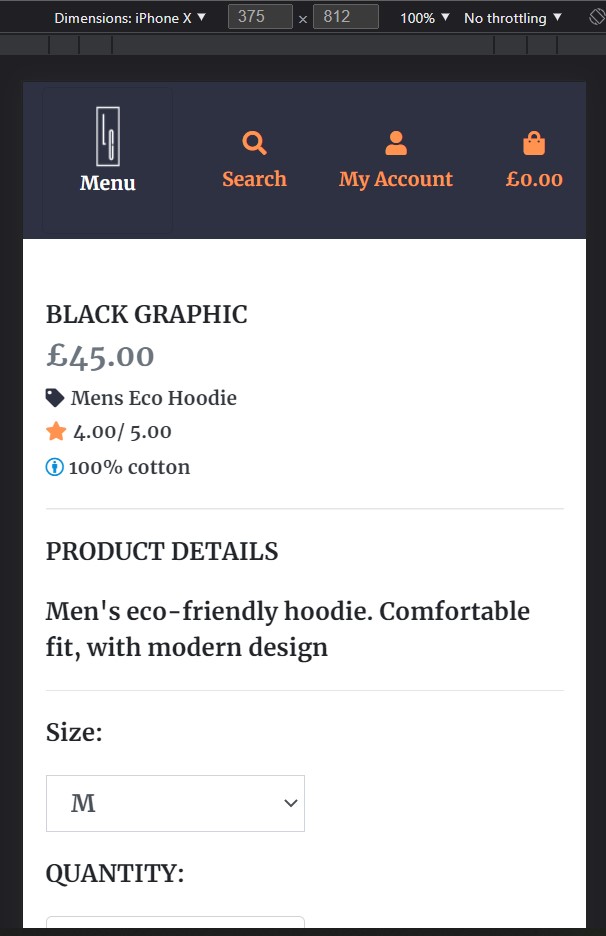 Dimensions: iPhone X ▼ 375 × 812 100% ▼ No throttling ▼
Menu
Search
My Account
£0.00
BLACK GRAPHIC
£45.00
Mens Eco Hoodie
4.00/ 5.00
100% cotton
PRODUCT DETAILS
Men's eco-friendly hoodie. Comfortable
fit, with modern design
Size:
M
QUANTITY: